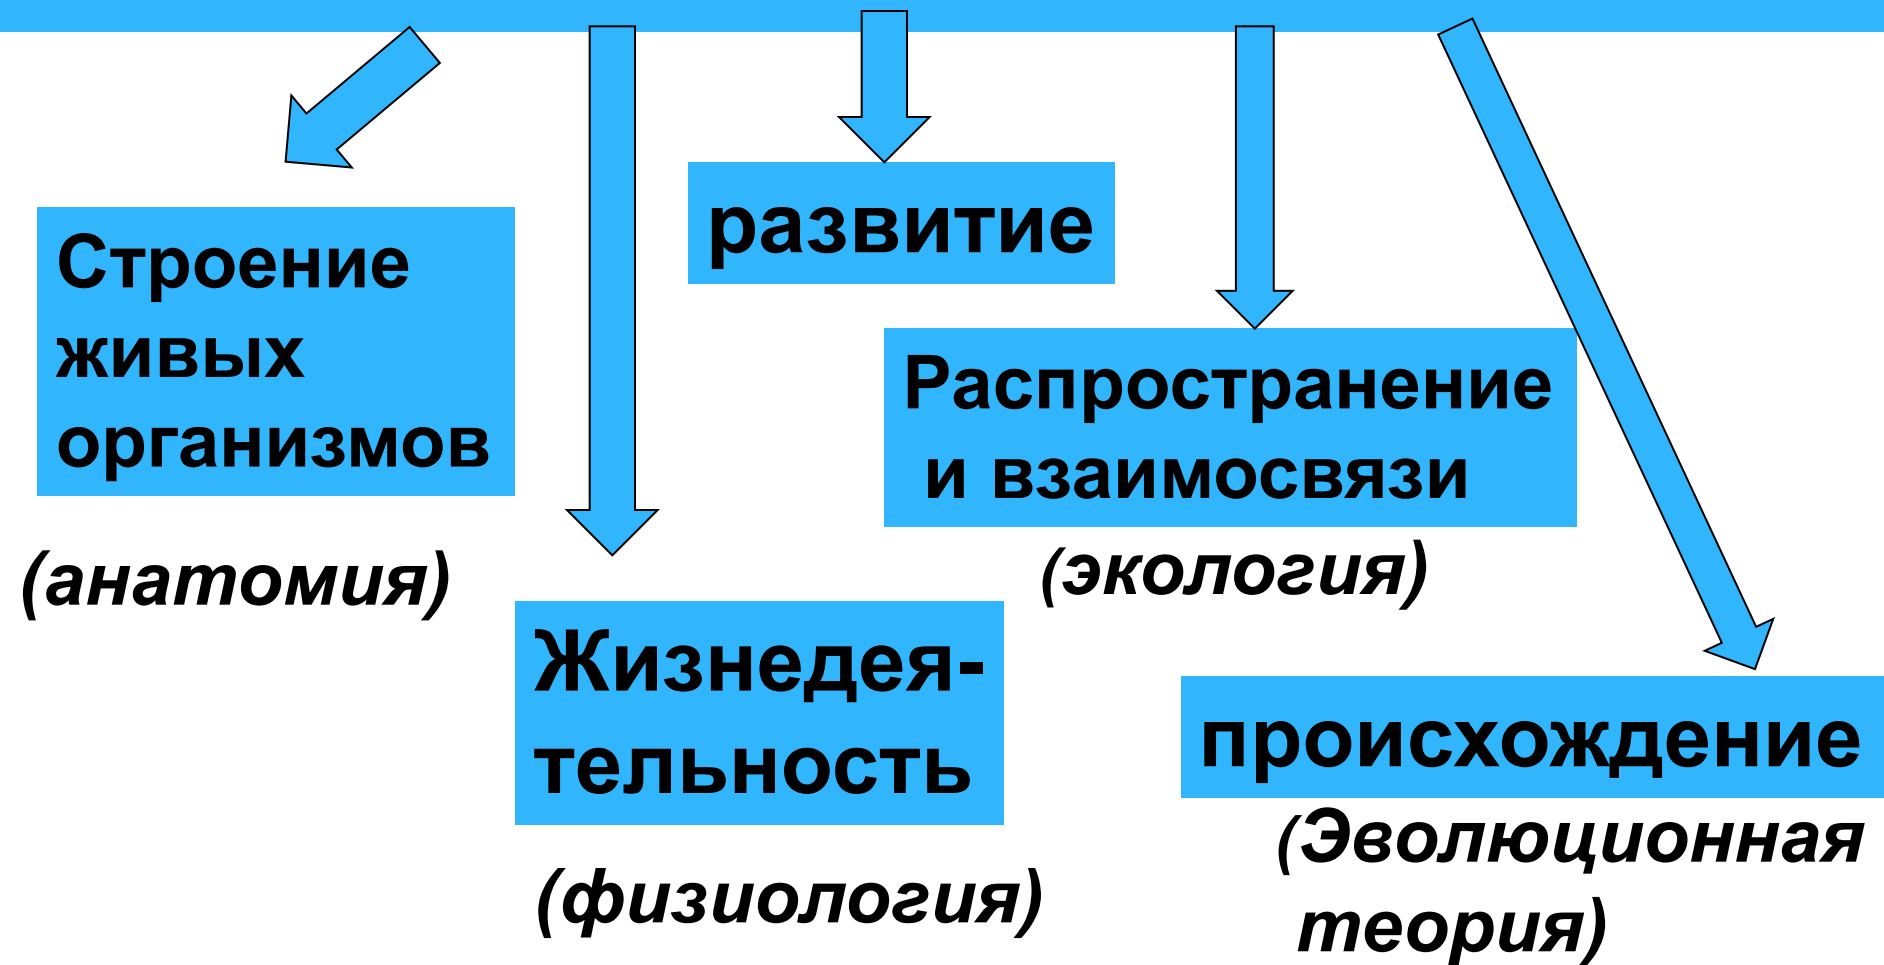 развитие
Строение
живых
организмов
(анатомия)
Распространение
и взаимосвязи
(экология)
Жизнедея-
тельность
(физиология)
происхождение
(Эволюционная
теория)